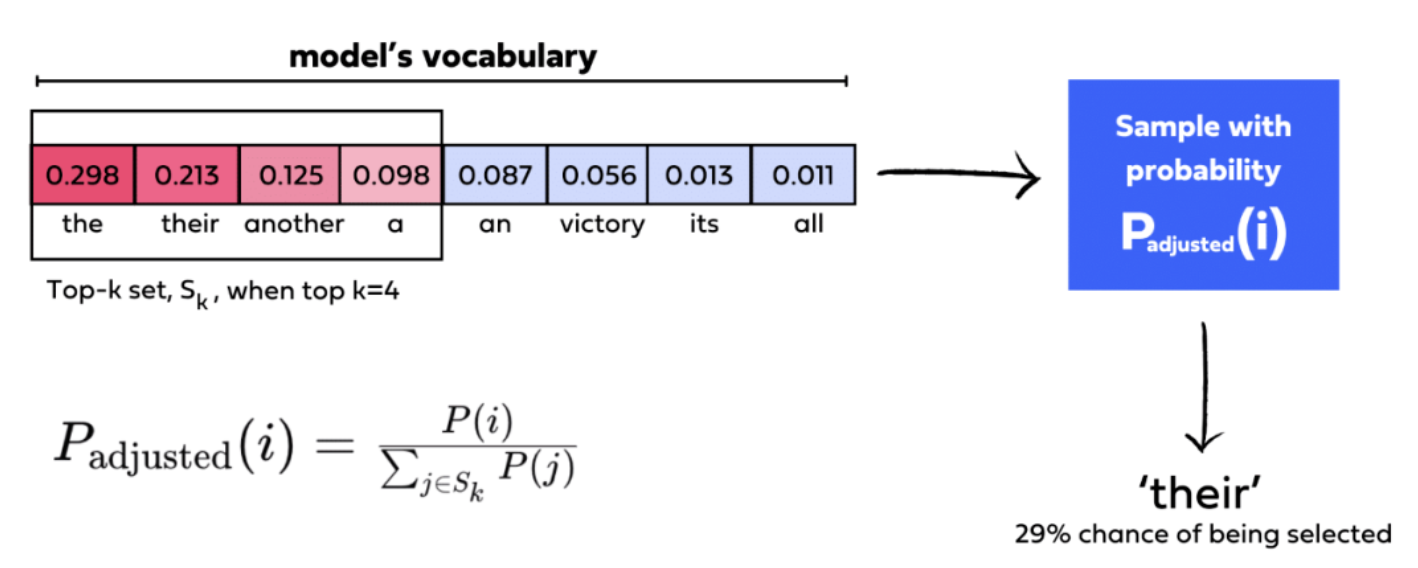 model's vocabulary
0.298 0.213 0.125 0.098 0.087 0.056 0.013 0.011
the their another a an victory its all
Top-k set, Sₖ, when top k=4
P_adjusted(i) = P(i) / ∑_{j∈Sₖ} P(j)
Sample with
probability
P_adjusted(i)
‘their’
29% chance of being selected